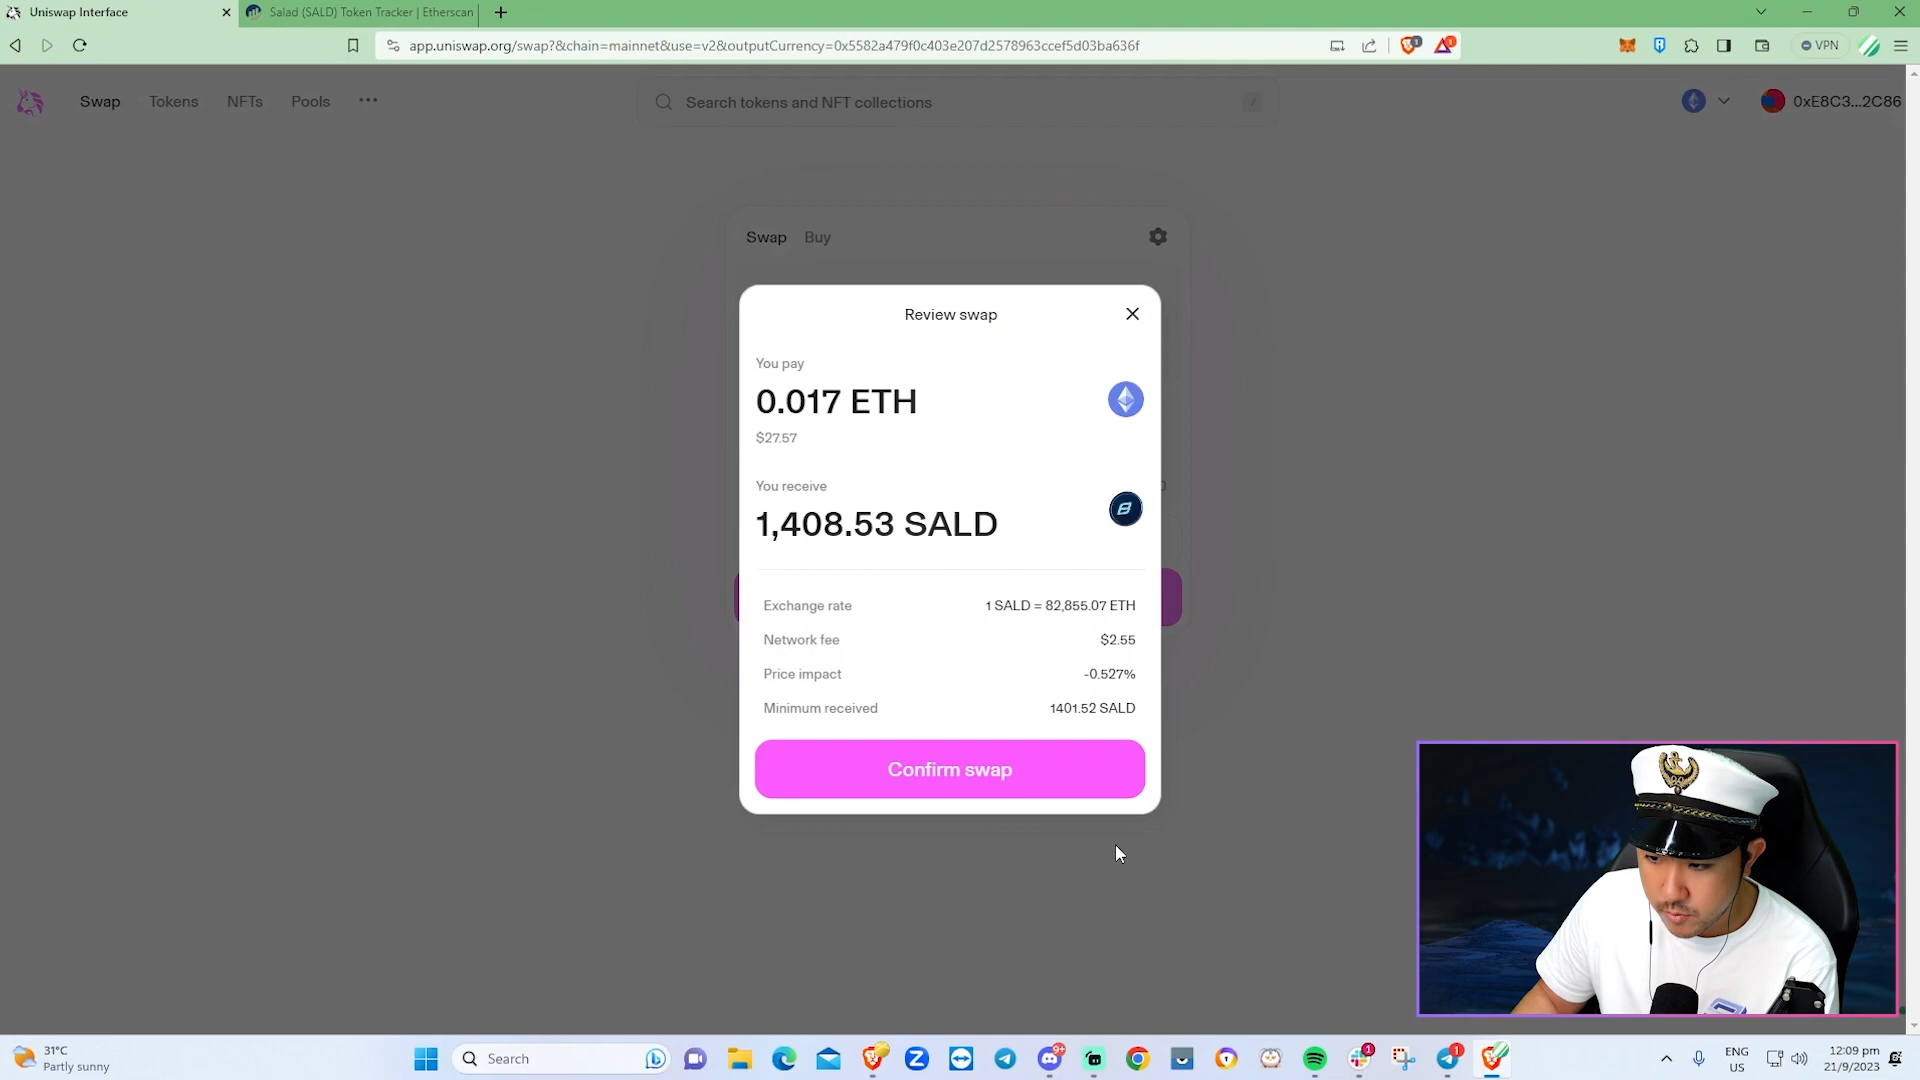 Uniswap Interface
Salad (SALD) Token Tracker | Etherscan
app.uniswap.org/swap?&chain=mainnet&use=v2&outputCurrency=0x5582a479f0c403e207d2578963ccef5d03ba636f
VPN
Swap
Tokens
NFTs
Pools
Search tokens and NFT collections
/
0xE8C3...2C86
Swap
Buy
Review swap
You pay
0.017 ETH
$27.57
You receive
1,408.53 SALD
Exchange rate
1 SALD = 82,855.07 ETH
Network fee
$2.55
Price impact
-0.527%
Minimum received
1401.52 SALD
Confirm swap
31°C
Partly sunny
Search
9+
1
1
ENG
US
12:09 pm
21/9/2023